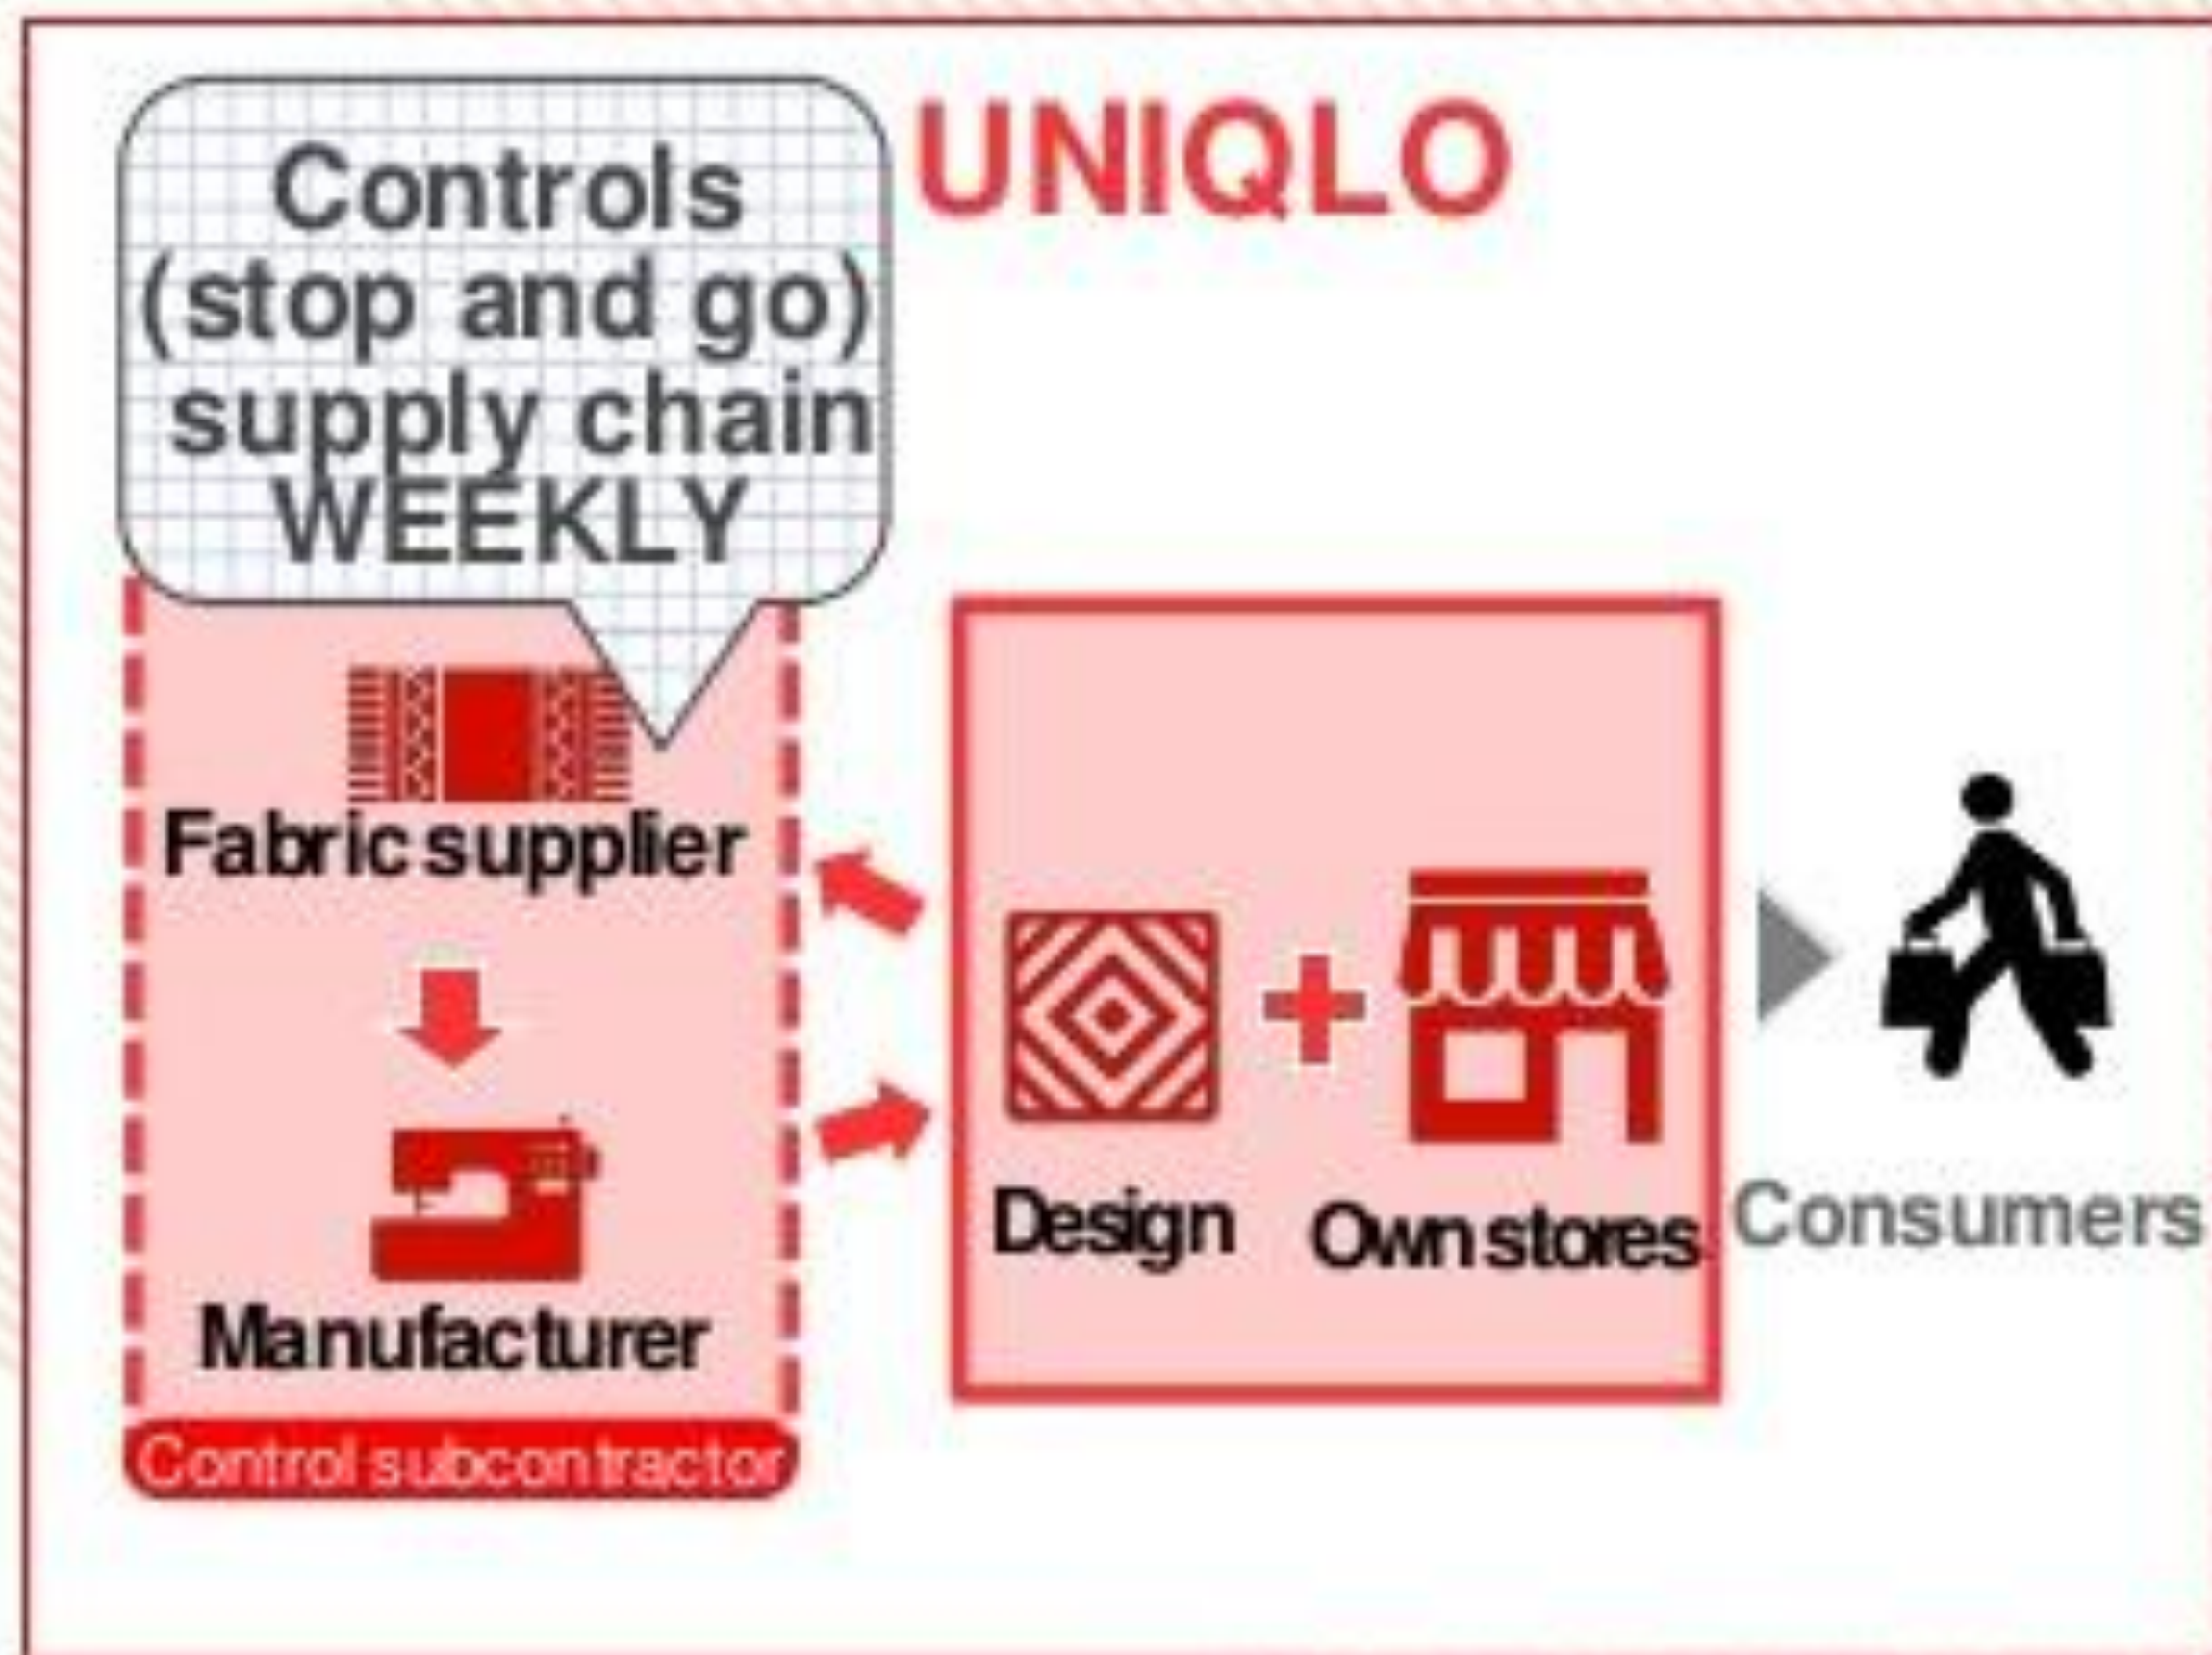 UNIQLO
Controls
(stop and go)
supply chain
WEEKLY
Fabric supplier
Manufacturer
Control subcontractor
Design
Own stores
Consumers